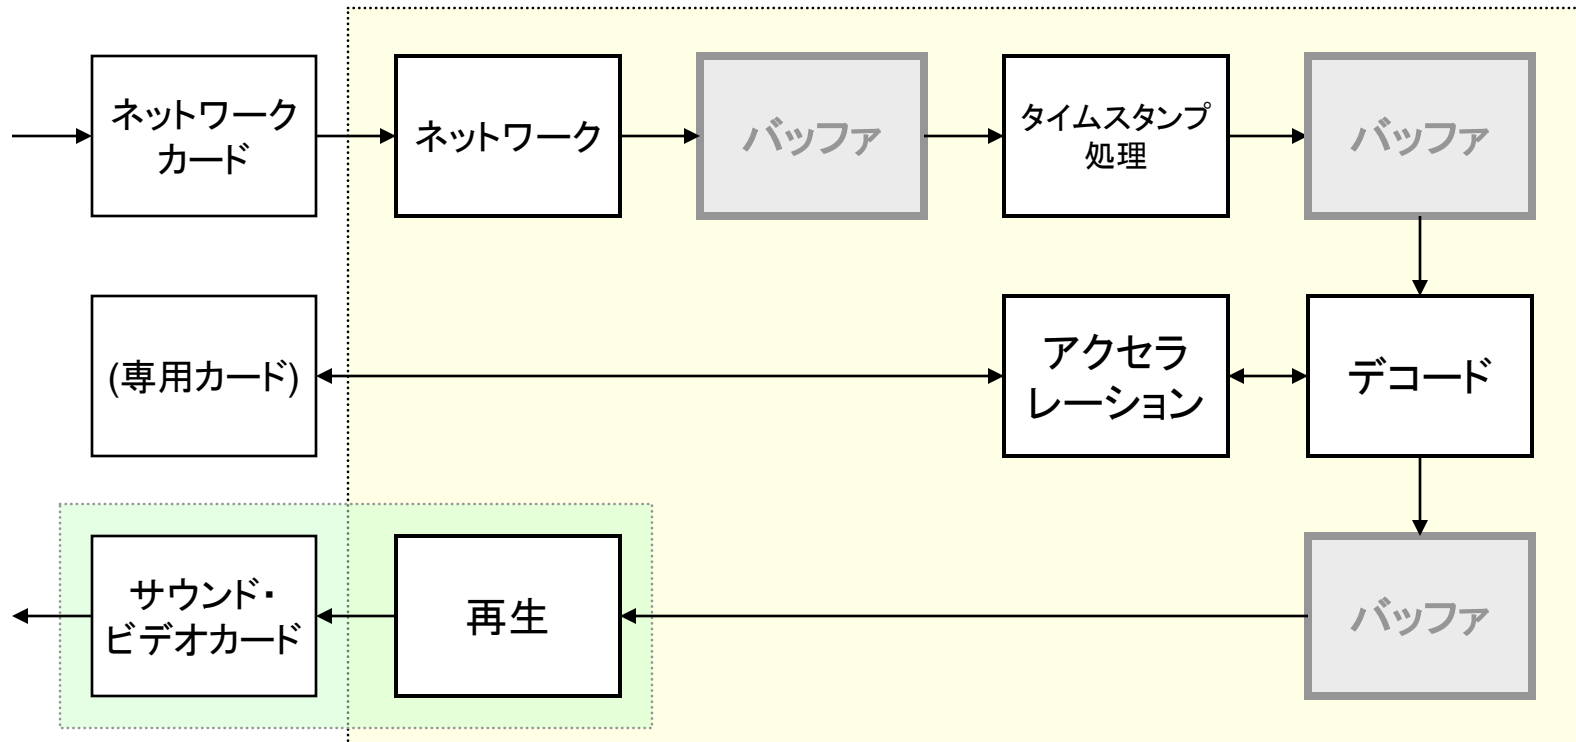 ネットワーク
カード
ネットワーク
バッファ
タイムスタンプ
処理
バッファ
(専用カード)
アクセラ
レーション
デコード
サウンド・
ビデオカード
再生
バッファ